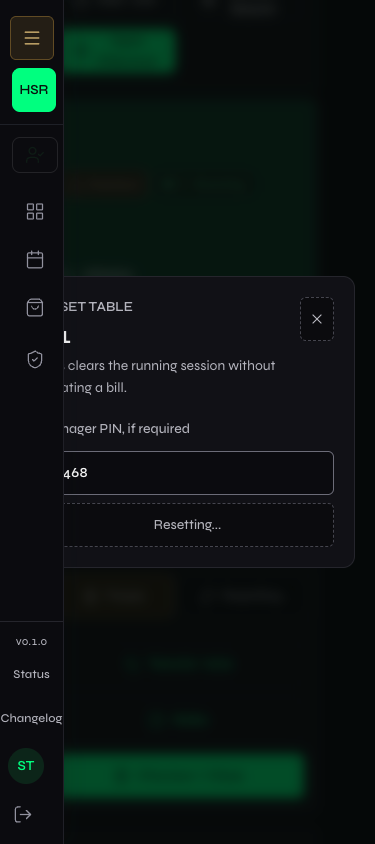 HSR
SET TABLE
clears the running session without
ating a bill.
nager PIN, if required
468
Resetting...
v0.1.0
Status
Changelog
ST